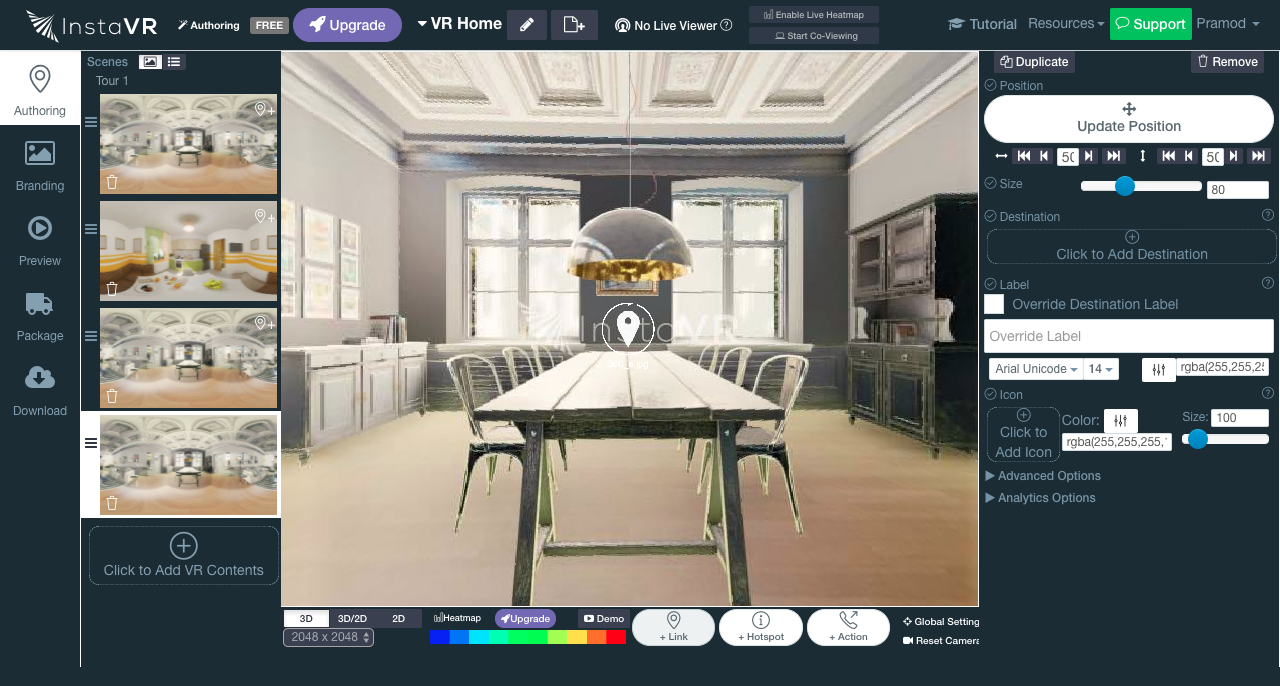 InstaVR
Authoring
FREE
Upgrade
VR Home
No Live Viewer
Enable Live Heatmap
Start Co-Viewing
Tutorial
Resources
Support
Pramod
Authoring
Branding
Preview
Package
Download
Scenes
Tour 1
Click to Add VR Contents
InstaVR
3D
3D/2D
2D
2048 x 2048
Heatmap
Upgrade
Demo
+ Link
+ Hotspot
+ Action
Global Setting
Reset Camera
Duplicate
Remove
Position
Update Position
50
50
Size
80
Destination
Click to Add Destination
Label
Override Destination Label
Override Label
Arial Unicode
14
rgba(255,255,25
Icon
Click to
Add Icon
Color:
rgba(255,255,255,
Size:
100
Advanced Options
Analytics Options